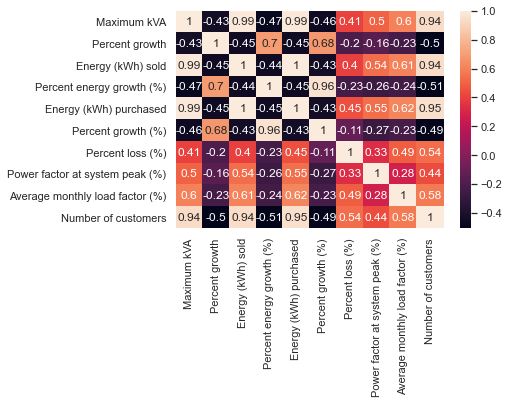 Maximum kVA 1 -0.43 0.99 -0.47 0.99 -0.46 0.41 0.5 0.6 0.94
Percent growth -0.43 1 -0.45 0.7 -0.45 0.68 -0.2 -0.16 -0.23 -0.5
Energy (kWh) sold 0.99 -0.45 1 -0.44 1 -0.43 0.4 0.54 0.61 0.94
Percent energy growth (%) -0.47 0.7 -0.44 1 -0.45 0.96 -0.23 -0.26 -0.24 -0.51
Energy (kWh) purchased 0.99 -0.45 1 -0.45 1 -0.43 0.45 0.55 0.62 0.95
Percent growth (%) -0.46 0.68 -0.43 0.96 -0.43 1 -0.11 -0.27 -0.23 -0.49
Percent loss (%) 0.41 -0.2 0.4 -0.23 0.45 -0.11 1 0.33 0.49 0.54
Power factor at system peak (%) 0.5 -0.16 0.54 -0.26 0.55 -0.27 0.33 1 0.28 0.44
Average monthly load factor (%) 0.6 -0.23 0.61 -0.24 0.62 -0.23 0.49 0.28 1 0.58
Number of customers 0.94 -0.5 0.94 -0.51 0.95 -0.49 0.54 0.44 0.58 1
Maximum kVA
Percent growth
Energy (kWh) sold
Percent energy growth (%)
Energy (kWh) purchased
Percent growth (%)
Percent loss (%)
Power factor at system peak (%)
Average monthly load factor (%)
Number of customers
1.0
0.8
0.6
0.4
0.2
0.0
−0.2
−0.4